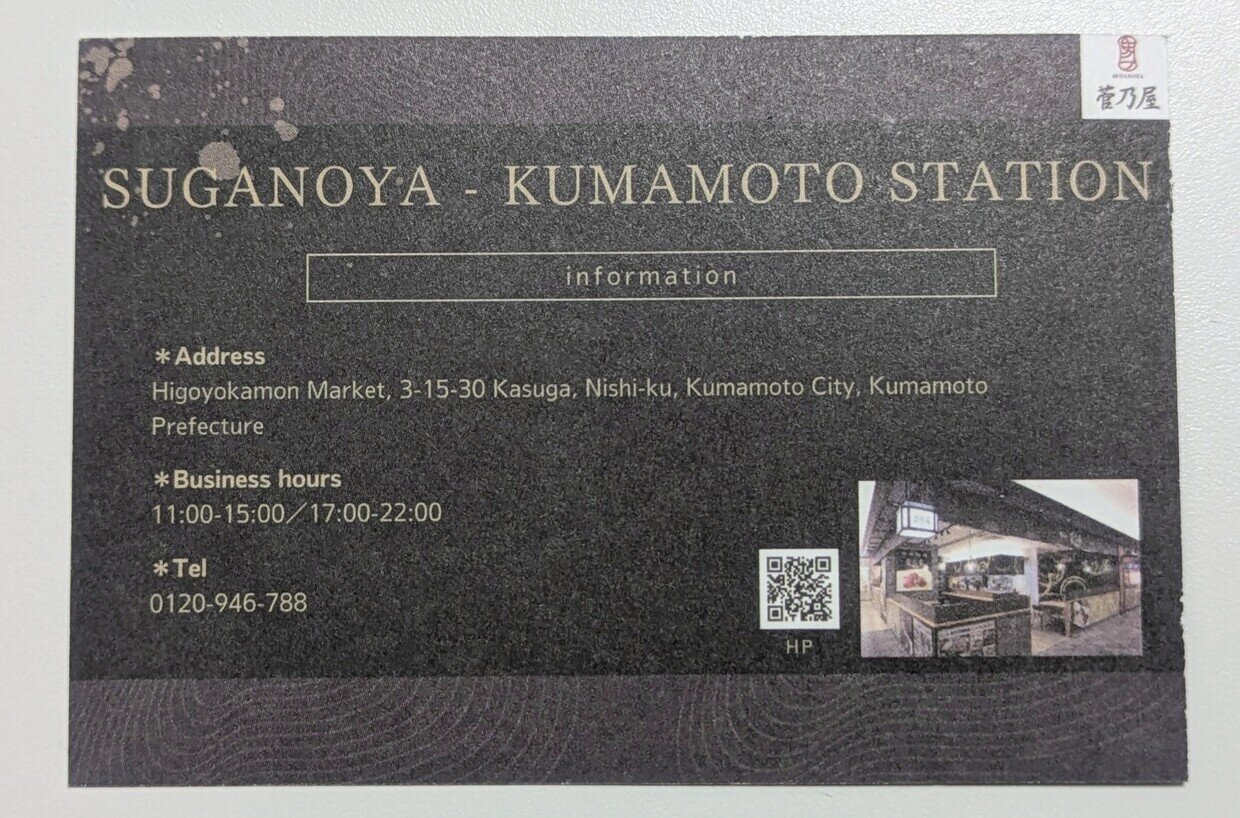 SUGANOYA
菅乃屋
SUGANOYA - KUMAMOTO STATION
information
＊Address
Higoyokamon Market, 3-15-30 Kasuga, Nishi-ku, Kumamoto City, Kumamoto
Prefecture
＊Business hours
11:00-15:00／17:00-22:00
＊Tel
0120-946-788
HP